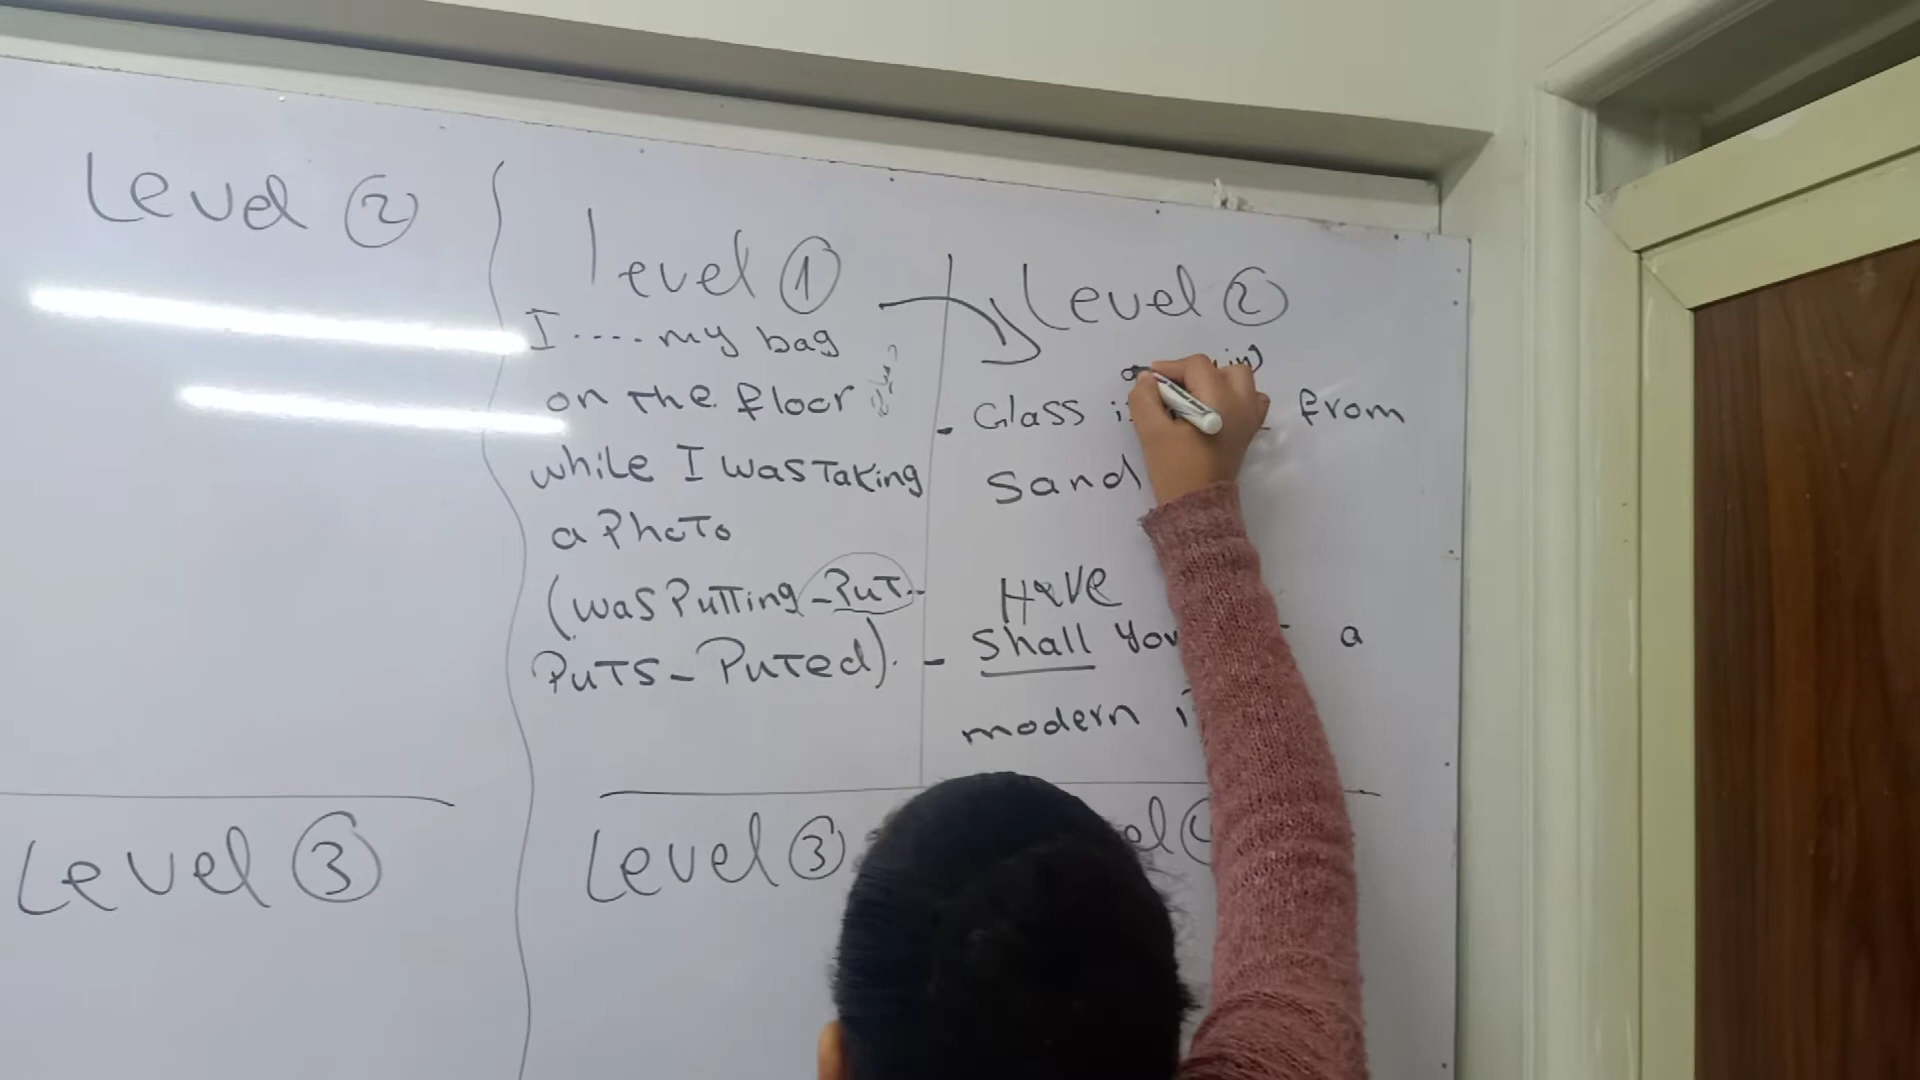 Level ②
Level ③
level ①
I .... my bag
on the floor
while I was taking
a Photo
(was Putting - Put -
Puts - Puted).
Level ②
- Glass from
Sand
Have
- Shall a
modern
Level ③